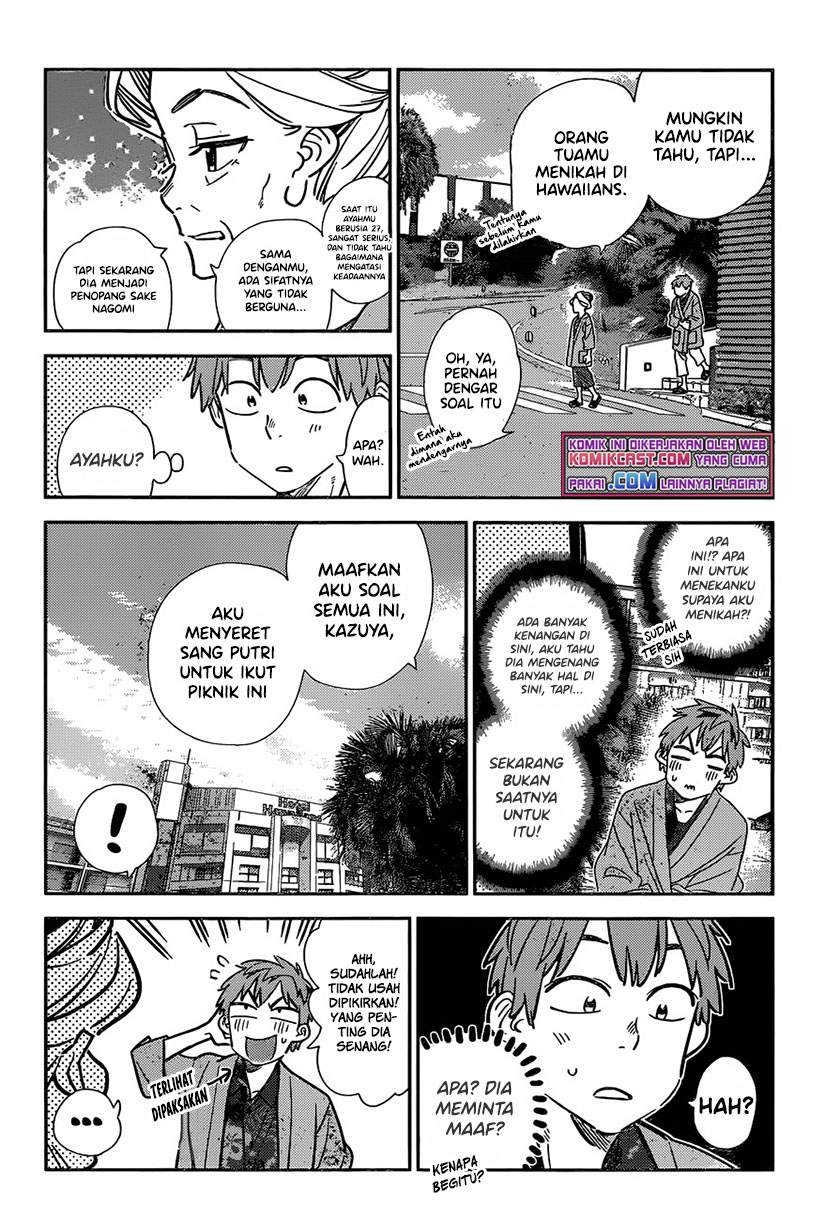 MUNGKIN
KAMU TIDAK
TAHU, TAPI...
ORANG
TUAMU
MENIKAH DI
HAWAIIANS.
Tentunya
sebelum kamu
dilahirkan
OH, YA,
PERNAH
DENGAR
SOAL ITU
Entah
dimana aku
mendengarnya
KOMIK INI DIKERJAKAN OLEH WEB
KOMIKCAST.COM YANG CUMA
PAKAI .COM LAINNYA PLAGIAT!
SAAT ITU
AYAHMU
BERUSIA 27,
SANGAT SERIUS,
DAN TIDAK TAHU
BAGAIMANA
MENGATASI
KEADAANNYA
SAMA
DENGANMU,
ADA SIFATNYA
YANG TIDAK
BERGUNA...
TAPI SEKARANG
DIA MENJADI
PENOPANG SAKE
NAGOMI
APA?
WAH.
AYAHKU?
APA
INI!? APA
INI UNTUK
MENEKANKU
SUPAYA AKU
MENIKAH?!
SUDAH
TERBIASA
SIH
ADA BANYAK
KENANGAN DI
SINI, AKU TAHU
DIA MENGENANG
BANYAK HAL DI
SINI, TAPI...
SEKARANG
BUKAN
SAATNYA
UNTUK
ITU!
MAAFKAN
AKU SOAL
SEMUA INI,
KAZUYA,
AKU
MENYERET
SANG PUTRI
UNTUK IKUT
PIKNIK INI
!
HAH?
APA? DIA
MEMINTA
MAAF?
KENAPA
BEGITU?
AHH,
SUDAHLAH!
TIDAK USAH
DIPIKIRKAN!
YANG PEN-
TING DIA
SENANG!
TERLIHAT
DIPAKSAKAN
...